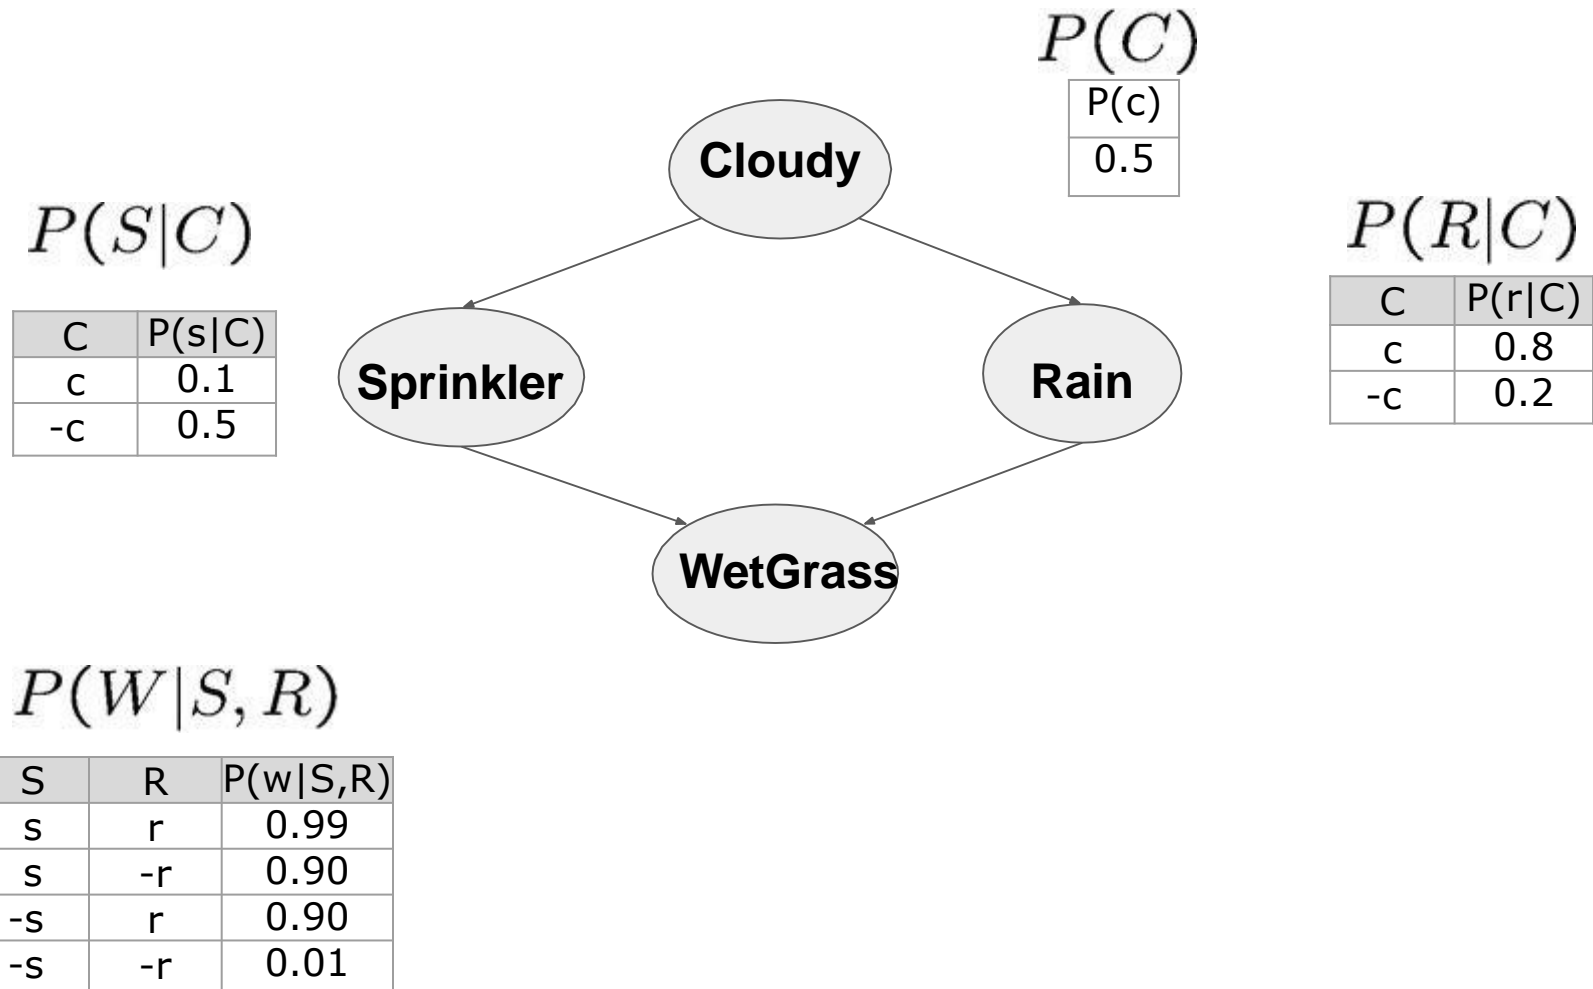 P(C)
P(c)
0.5
Cloudy
P(S|C)
C P(s|C)
c 0.1
-c 0.5
P(R|C)
C P(r|C)
c 0.8
-c 0.2
Sprinkler
Rain
WetGrass
P(W|S, R)
S R P(w|S,R)
s r 0.99
s -r 0.90
-s r 0.90
-s -r 0.01